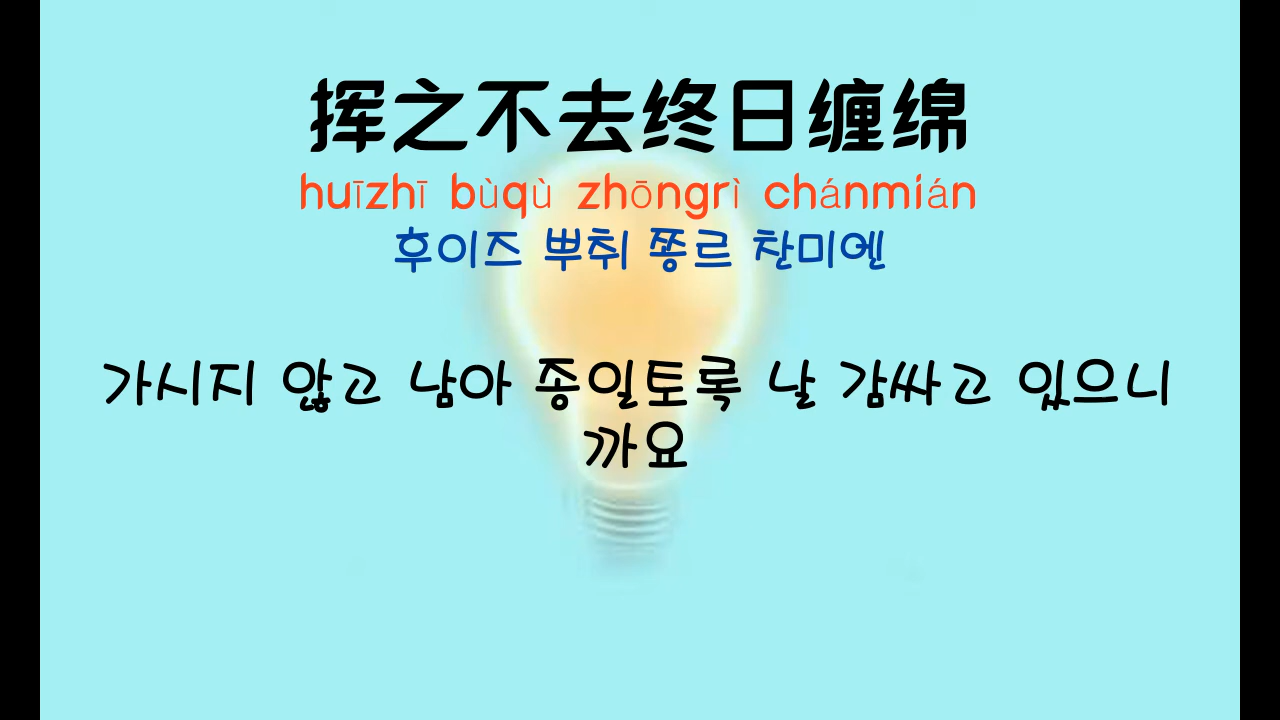 挥之不去终日缠绵
huīzhī bùqù zhōngrì chánmián
후이즈 뿌취 쫑르 찬미엔
가시지 않고 남아 종일토록 날 감싸고 있으니
까요